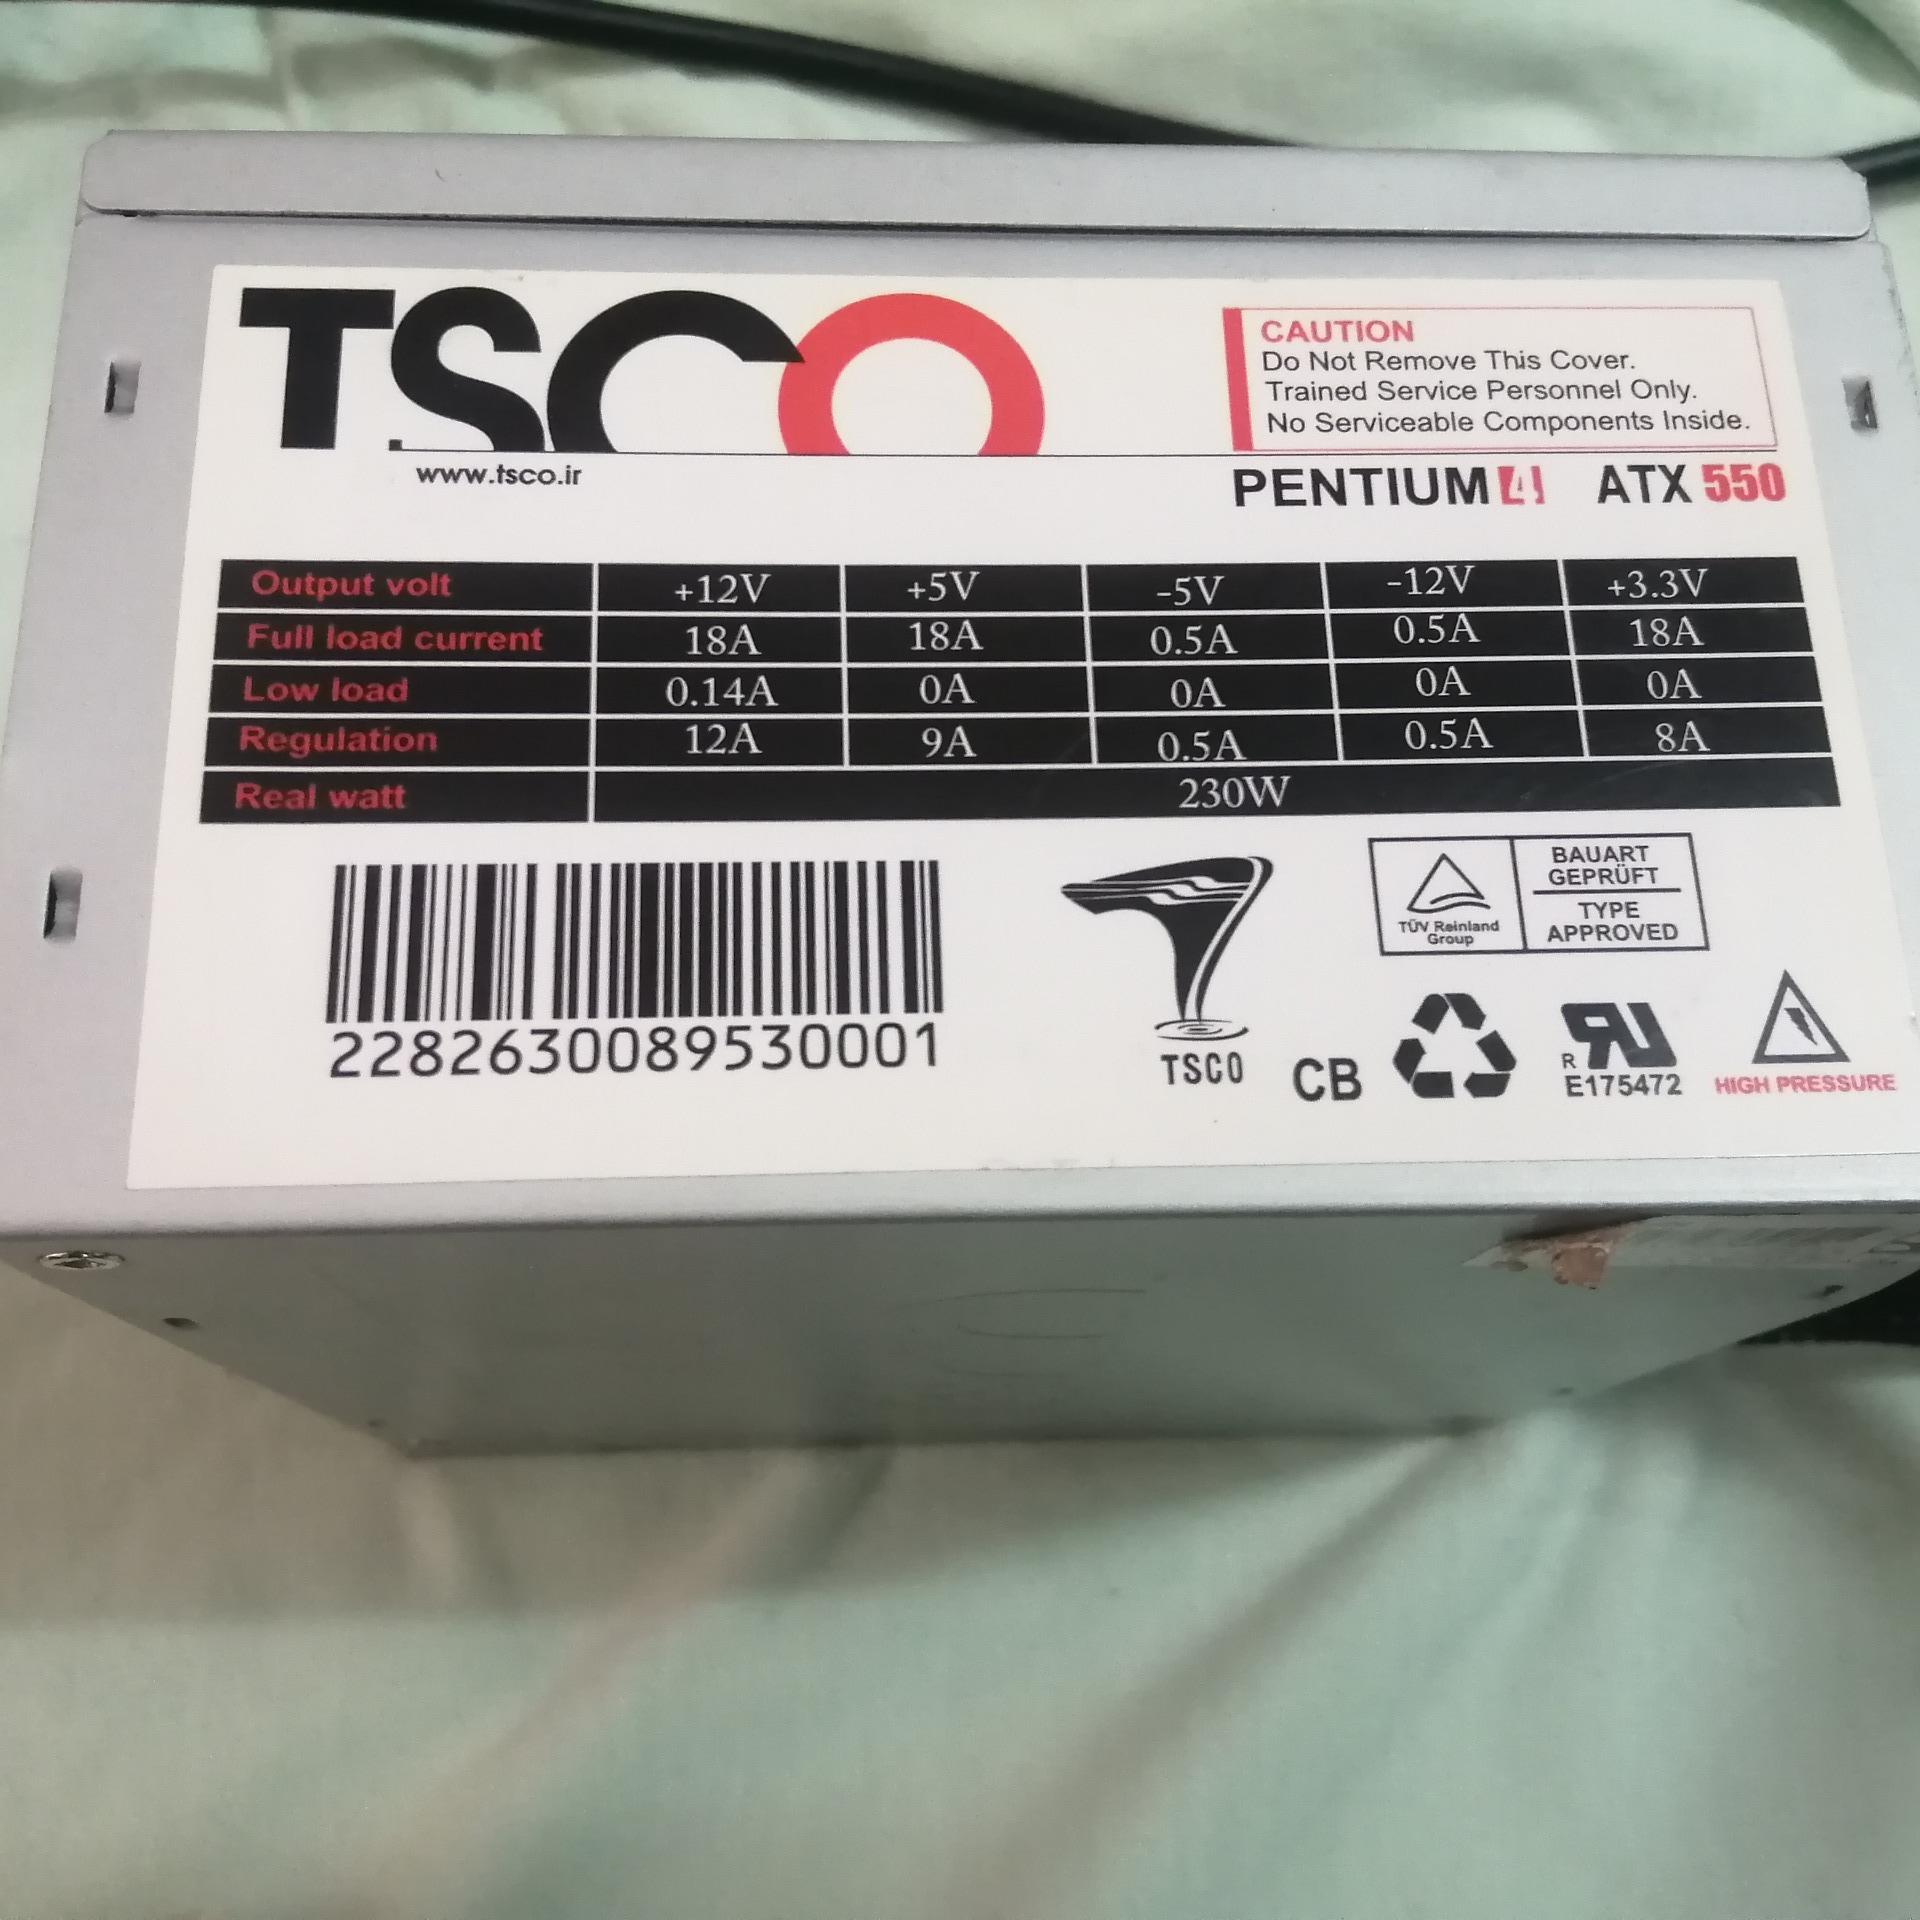 TSCO
www.tsco.ir
CAUTION
Do Not Remove This Cover.
Trained Service Personnel Only.
No Serviceable Components Inside.
PENTIUM 4 ATX 550
Output volt +12V +5V -5V -12V +3.3V
Full load current 18A 18A 0.5A 0.5A 18A
Low load 0.14A 0A 0A 0A 0A
Regulation 12A 9A 0.5A 0.5A 8A
Real watt 230W
2282630089530001
TSCO
TÜV Reinland
Group
BAUART
GEPRÜFT
TYPE
APPROVED
CB
R
E175472
HIGH PRESSURE